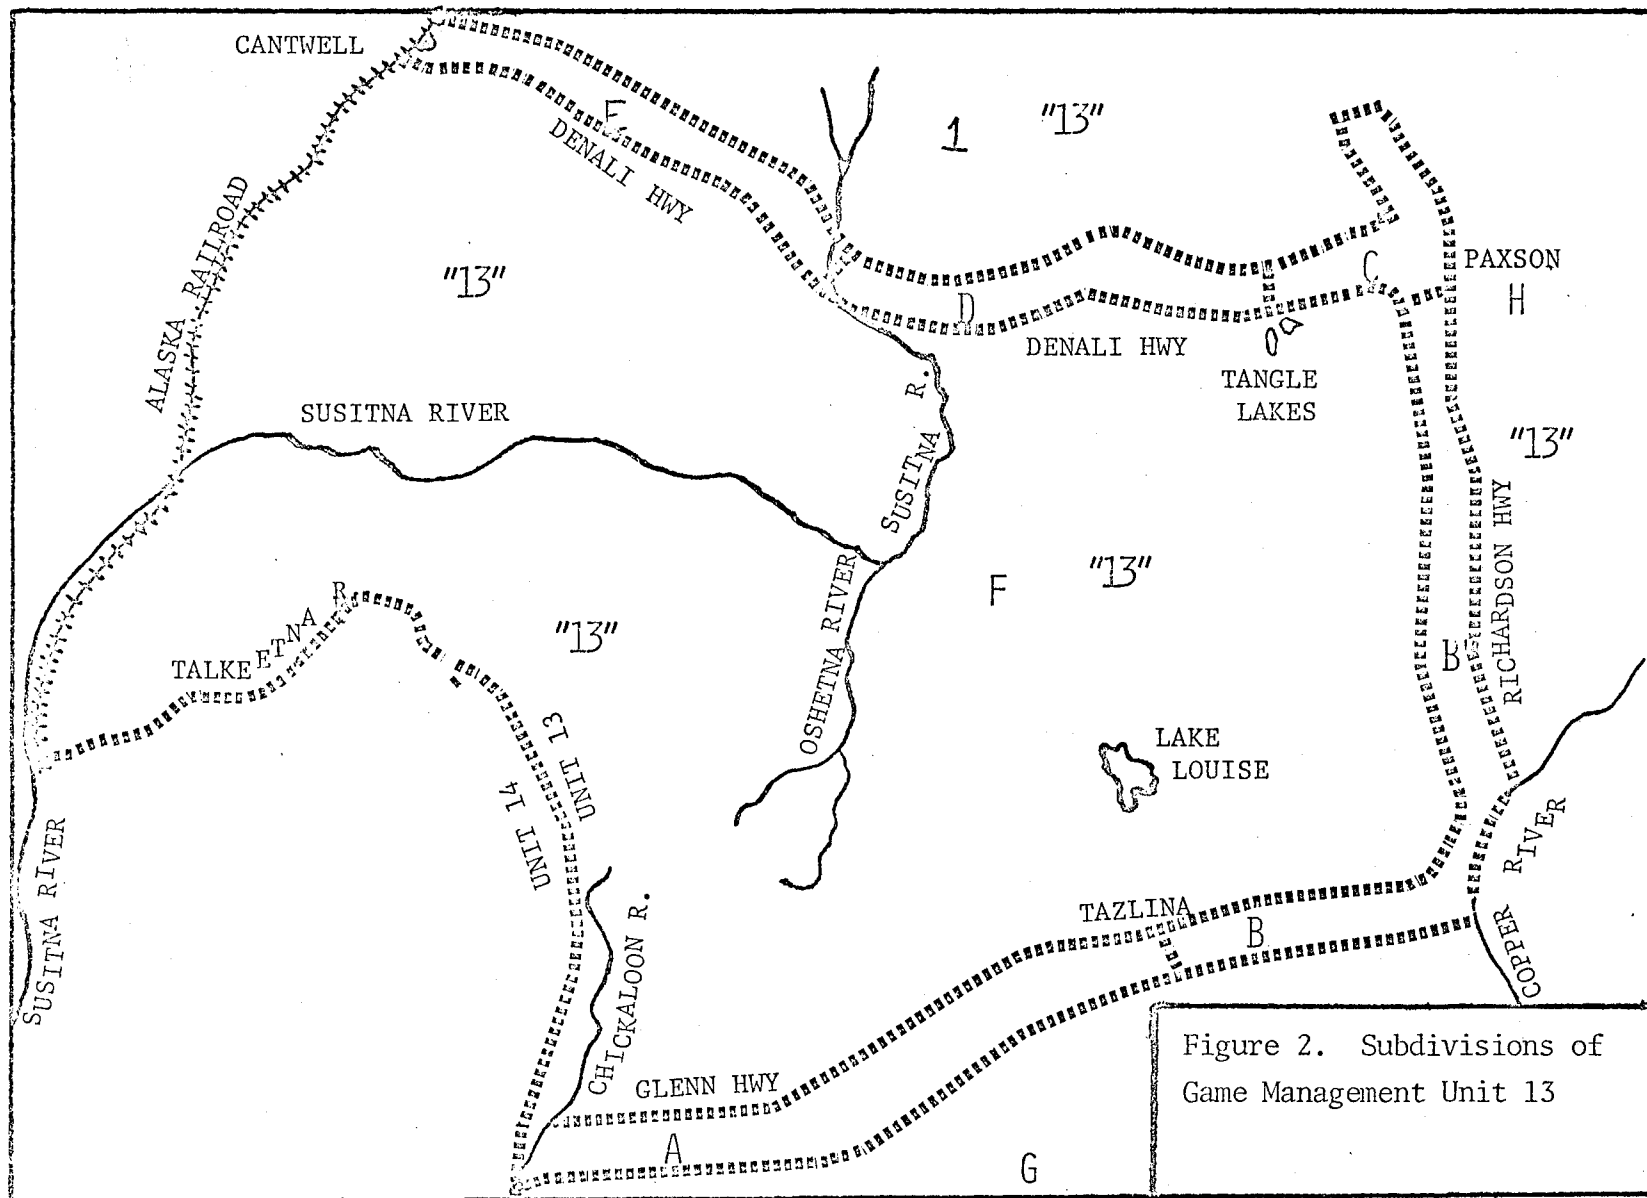 CANTWELL
1
"13"
E
DENALI HWY
ALASKA RAILROAD
"13"
C
PAXSON
H
D
DENALI HWY
TANGLE
LAKES
SUSITNA RIVER
SUSITNA R.
"13"
OSHETNA RIVER
F
"13"
RICHARDSON HWY
TALKEETNA R.
"13"
B
UNIT 13
UNIT 14
LAKE
LOUISE
SUSITNA RIVER
COPPER RIVER
TAZLINA
B
CHICKALOON R.
GLENN HWY
A
G
Figure 2. Subdivisions of
Game Management Unit 13